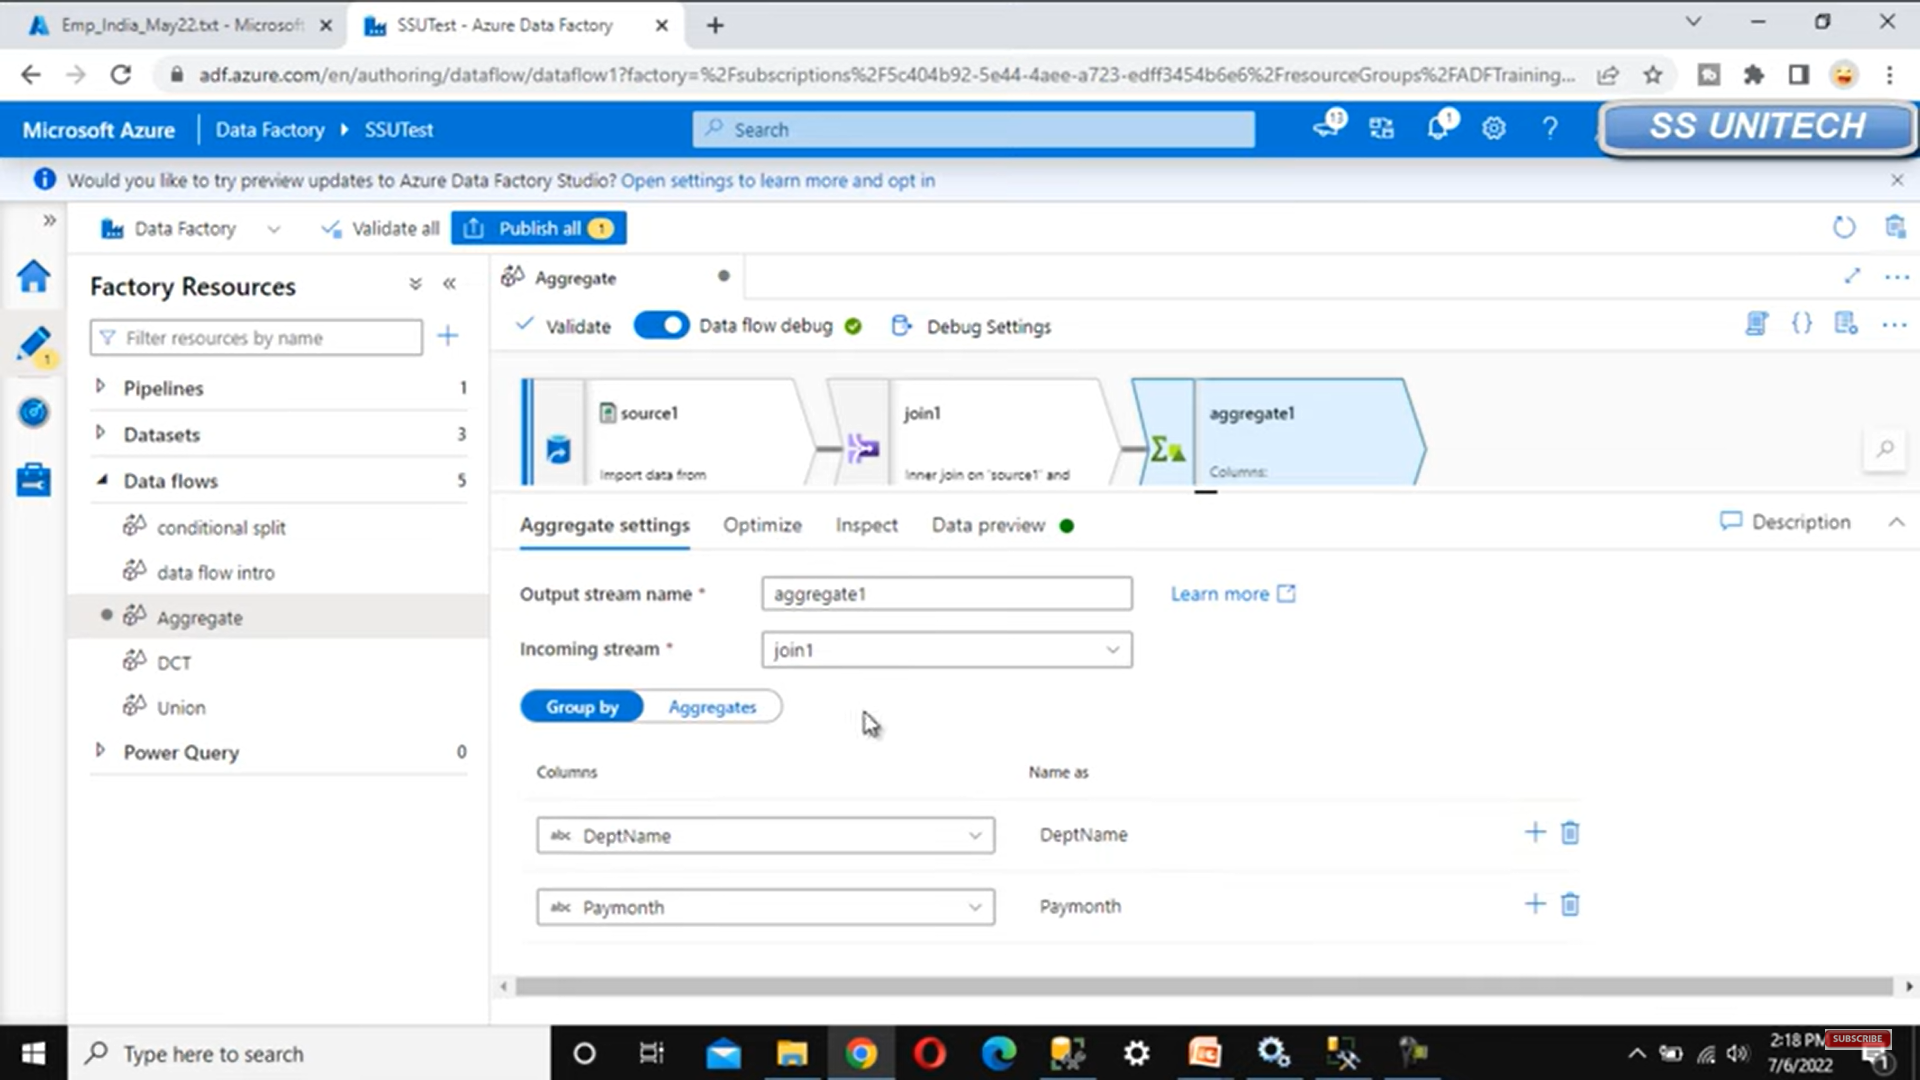 Emp_India_May22.txt - Microsoft
SSUTest - Azure Data Factory
adf.azure.com/en/authoring/dataflow/dataflow1?factory=%2Fsubscriptions%2F5c404b92-5e44-4aee-a723-edff3454b6e6%2FresourceGroups%2FADFTraining...
Microsoft Azure
Data Factory
SSUTest
Search
13
1
?
SS UNITECH
Would you like to try preview updates to Azure Data Factory Studio? Open settings to learn more and opt in
Data Factory
Validate all
Publish all
1
Factory Resources
Aggregate
Filter resources by name
Validate
Data flow debug
Debug Settings
1
Pipelines 1
Datasets 3
Data flows 5
conditional split
data flow intro
Aggregate
DCT
Union
Power Query 0
source1
Import data from
join1
Inner join on 'source1' and
aggregate1
Columns:
Aggregate settings
Optimize
Inspect
Data preview
Description
Output stream name *
aggregate1
Learn more
Incoming stream *
join1
Group by
Aggregates
Columns
Name as
abc DeptName
DeptName
abc Paymonth
Paymonth
Type here to search
2:18 PM
7/6/2022
SUBSCRIBE
1